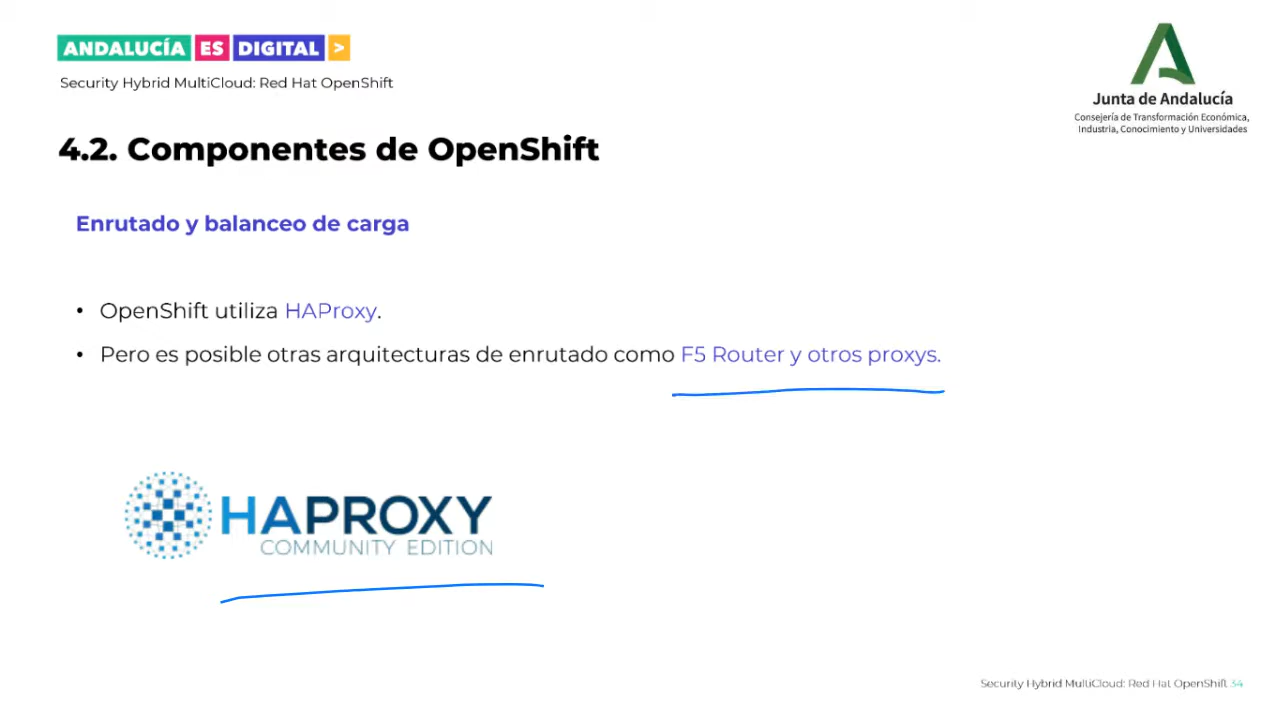 ANDALUCÍA ES DIGITAL >
Security Hybrid MultiCloud: Red Hat OpenShift
Junta de Andalucía
Consejería de Transformación Económica,
Industria, Conocimiento y Universidades
4.2. Componentes de OpenShift
Enrutado y balanceo de carga
• OpenShift utiliza HAProxy.
• Pero es posible otras arquitecturas de enrutado como F5 Router y otros proxys.
HAPROXY
COMMUNITY EDITION
Security Hybrid MultiCloud: Red Hat OpenShift 34